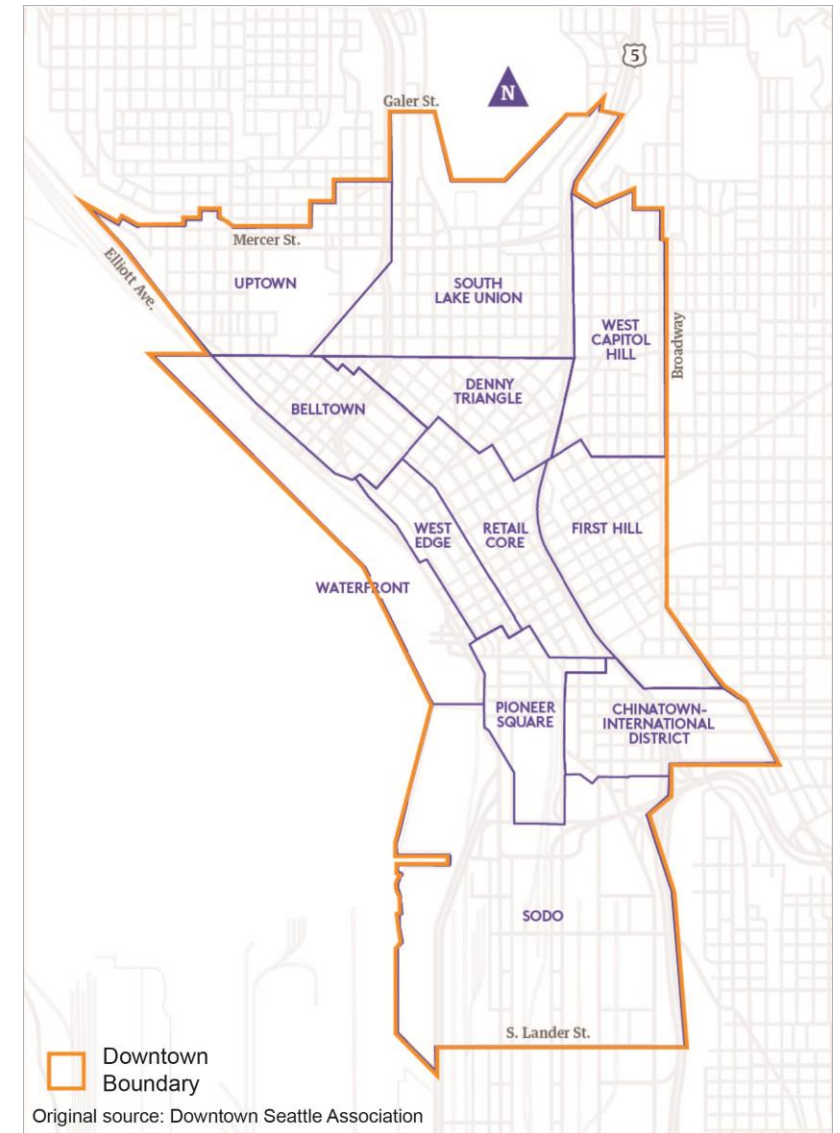 5
N
Galer St.
Mercer St.
Elliott Ave.
UPTOWN
SOUTH
LAKE UNION
WEST
CAPITOL
HILL
Broadway
DENNY
TRIANGLE
BELLTOWN
WEST
EDGE
RETAIL
CORE
FIRST HILL
WATERFRONT
PIONEER
SQUARE
CHINATOWN-
INTERNATIONAL
DISTRICT
SODO
S. Lander St.
Downtown
Boundary
Original source: Downtown Seattle Association